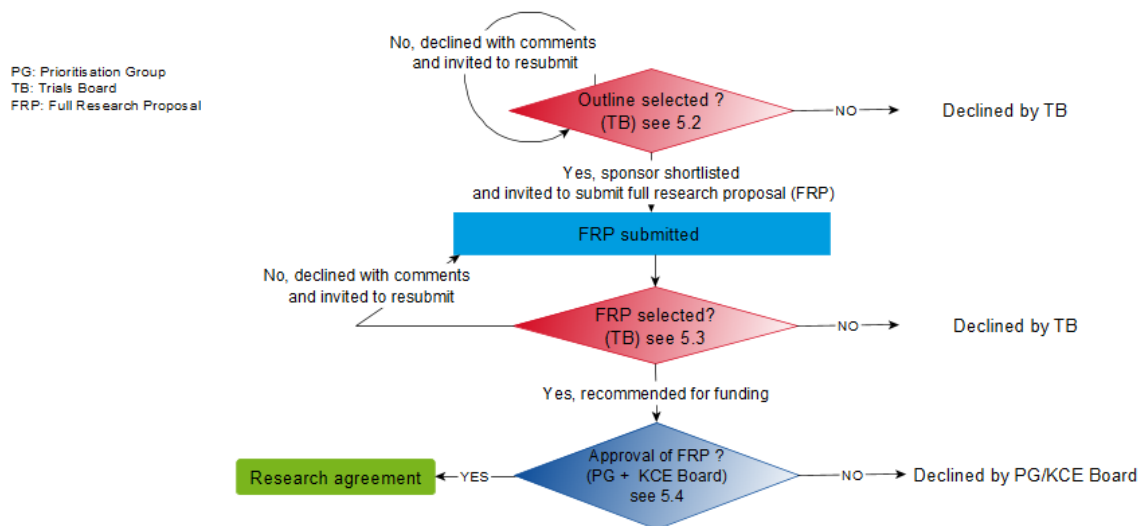 No, declined with comments
and invited to resubmit
PG: Prioritisation Group
TB: Trials Board
FRP: Full Research Proposal
Outline selected ?
(TB) see 5.2
NO
Declined by TB
Yes, sponsor shortlisted
and invited to submit full research proposal (FRP)
FRP submitted
No, declined with comments
and invited to resubmit
FRP selected?
(TB) see 5.3
NO
Declined by TB
Yes, recommended for funding
Approval of FRP ?
(PG + KCE Board)
see 5.4
YES
Research agreement
NO
Declined by PG/KCE Board